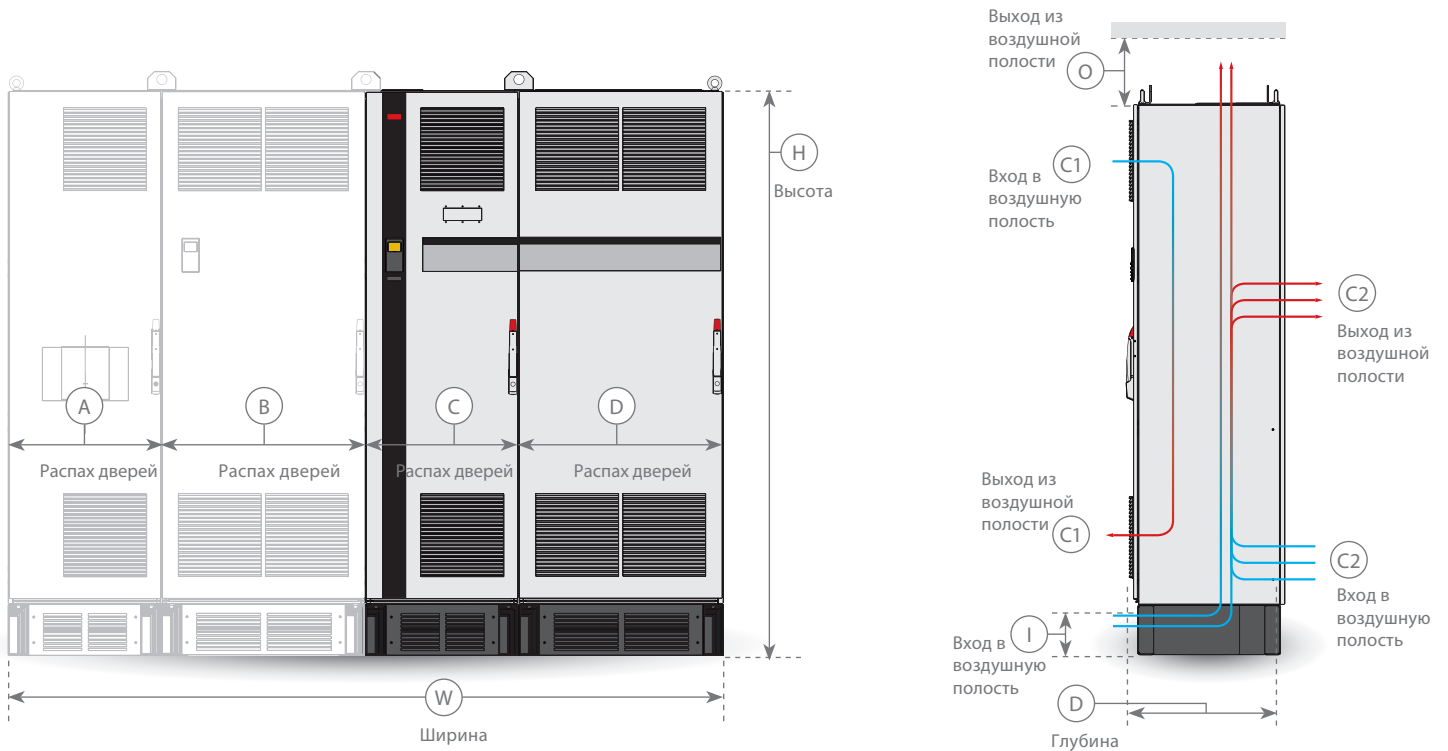 H
Высота
A
B
C
D
Распах дверей
Распах дверей
Распах дверей
Распах дверей
W
Ширина
Выход из
воздушной
полости
O
C1
Вход в
воздушную
полость
C2
Выход из
воздушной
полости
Выход из
воздушной
полости
C1
C2
Вход в
воздушную
полость
I
Вход в
воздушную
полость
D
Глубина